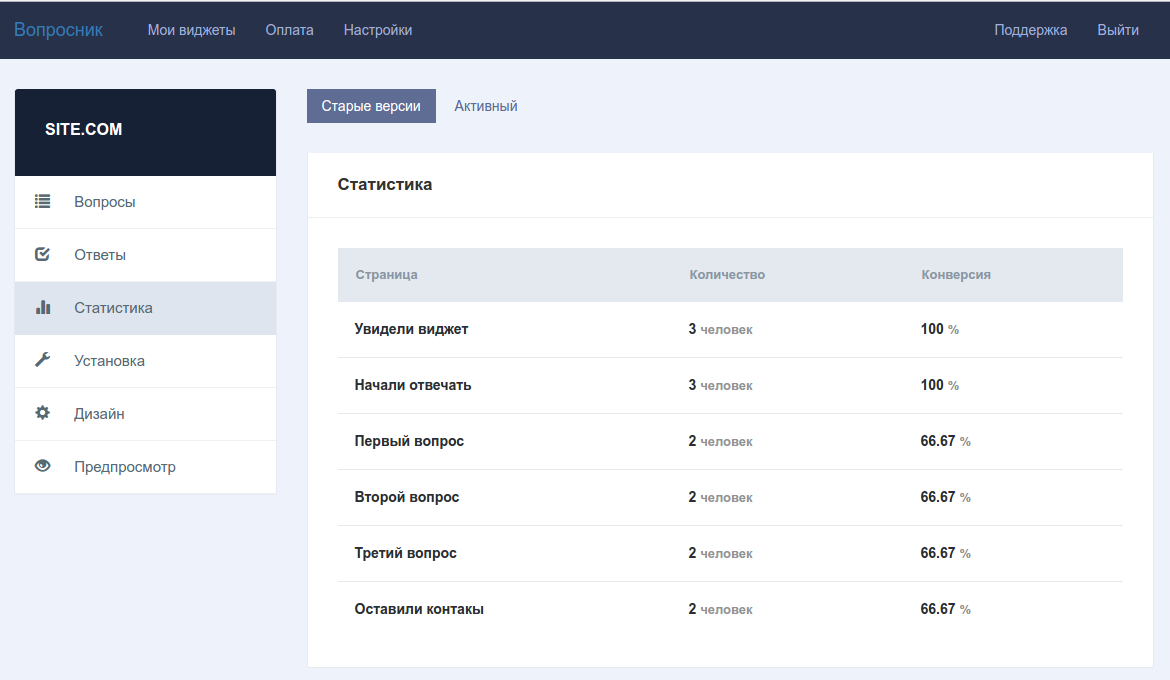 Вопросник Мои виджеты Оплата Настройки Поддержка Выйти
SITE.COM
Вопросы
Ответы
Статистика
Установка
Дизайн
Предпросмотр
Старые версии Активный
Статистика
Страница Количество Конверсия
Увидели виджет 3 человек 100 %
Начали отвечать 3 человек 100 %
Первый вопрос 2 человек 66.67 %
Второй вопрос 2 человек 66.67 %
Третий вопрос 2 человек 66.67 %
Оставили контакы 2 человек 66.67 %